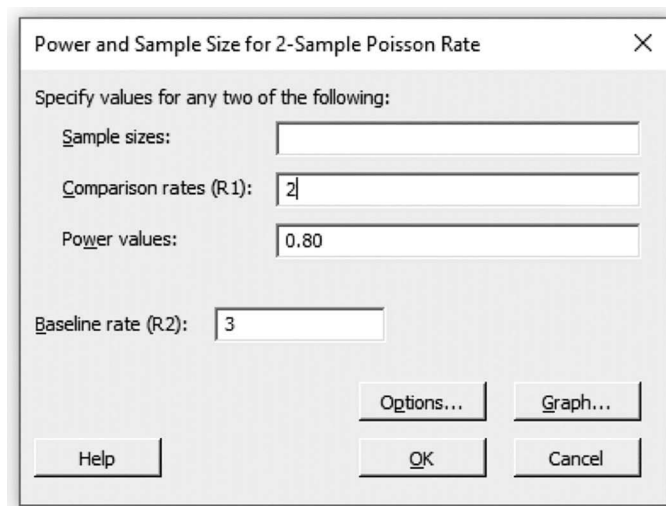 Power and Sample Size for 2-Sample Poisson Rate
Specify values for any two of the following:
Sample sizes:
Comparison rates (R1): 2
Power values: 0.80
Baseline rate (R2): 3
Options... Graph...
Help OK Cancel